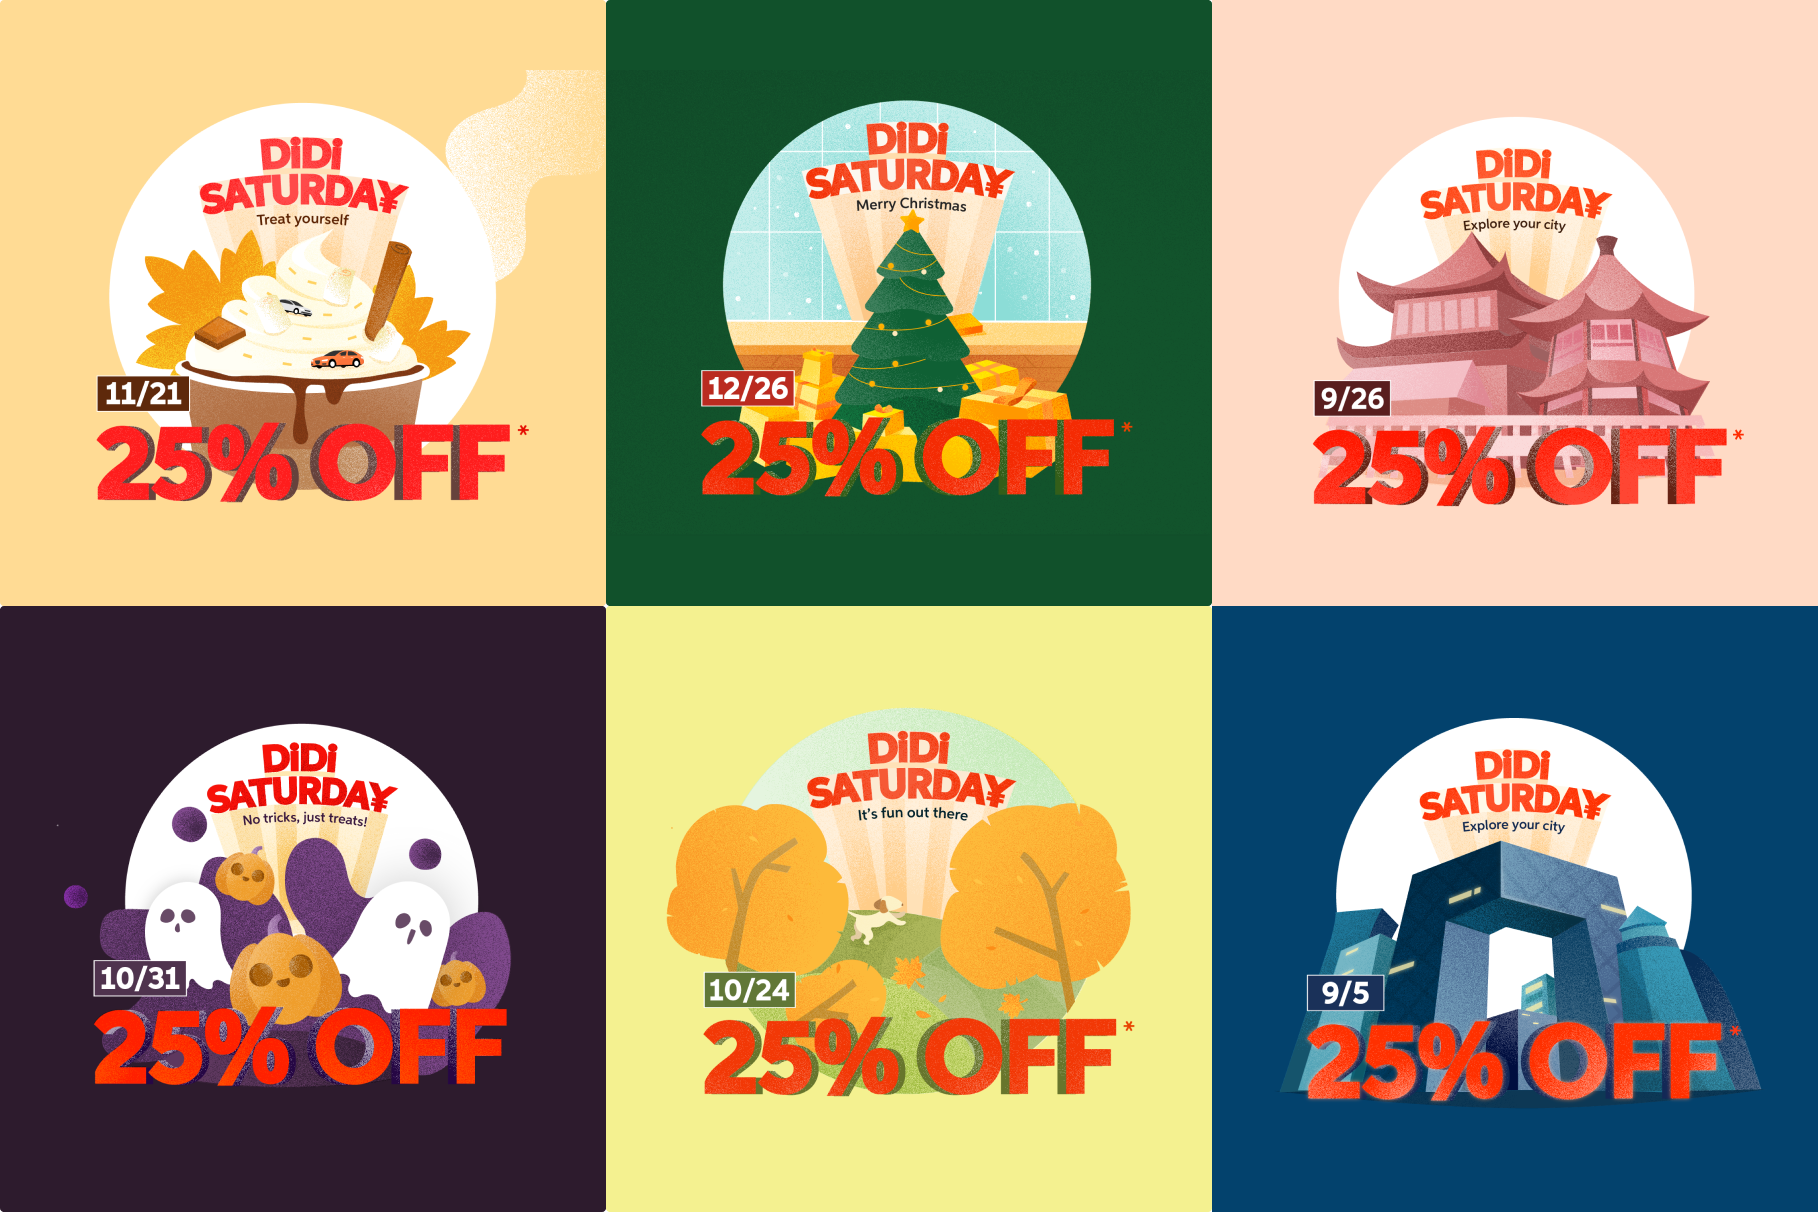 DiDi
SATURDA¥
Treat yourself
11/21
25% OFF*
DiDi
SATURDA¥
Merry Christmas
12/26
25% OFF*
DiDi
SATURDA¥
Explore your city
9/26
25% OFF*
DiDi
SATURDA¥
No tricks, just treats!
10/31
25% OFF
DiDi
SATURDA¥
It's fun out there
10/24
25% OFF*
DiDi
SATURDA¥
Explore your city
9/5
25% OFF*